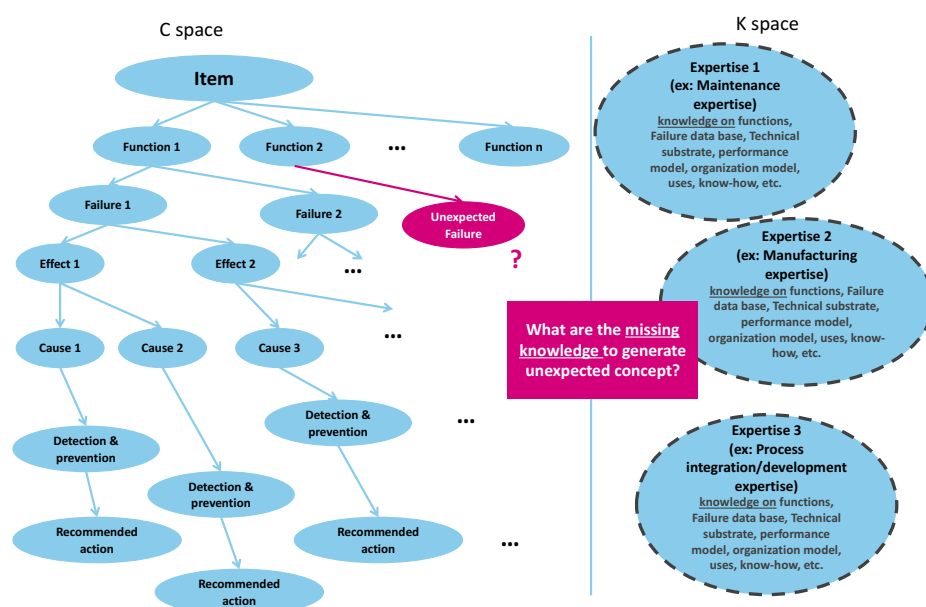 C space
K space
Item
Function 1
Function 2
...
Function n
Failure 1
Failure 2
Unexpected
Failure
?
Effect 1
Effect 2
...
...
Cause 1
Cause 2
Cause 3
Detection &
prevention
...
Detection &
prevention
Detection &
prevention
Recommended
action
Recommended
action
...
Recommended
action
What are the missing
knowledge to generate
unexpected concept?
Expertise 1
(ex: Maintenance
expertise)
knowledge on functions,
Failure data base, Technical
substrate, performance
model, organization model,
uses, know-how, etc.
Expertise 2
(ex: Manufacturing
expertise)
knowledge on functions, Failure
data base, Technical substrate,
performance model,
organization model, uses, know-
how, etc.
Expertise 3
(ex: Process
integration/development
expertise)
knowledge on functions,
Failure data base, Technical
substrate, performance
model, organization model,
uses, know-how, etc.